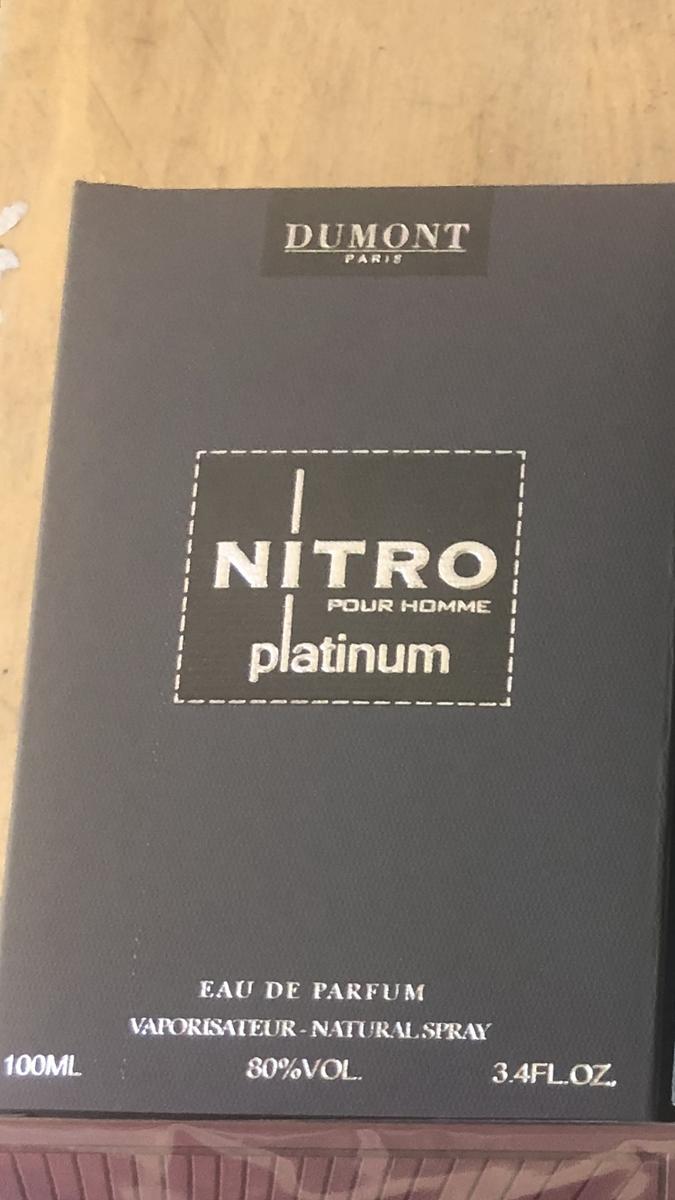 DUMONT
PARIS
NITRO
POUR HOMME
platinum
EAU DE PARFUM
VAPORISATEUR - NATURAL SPRAY
100ML 80%VOL. 3.4FL.OZ.